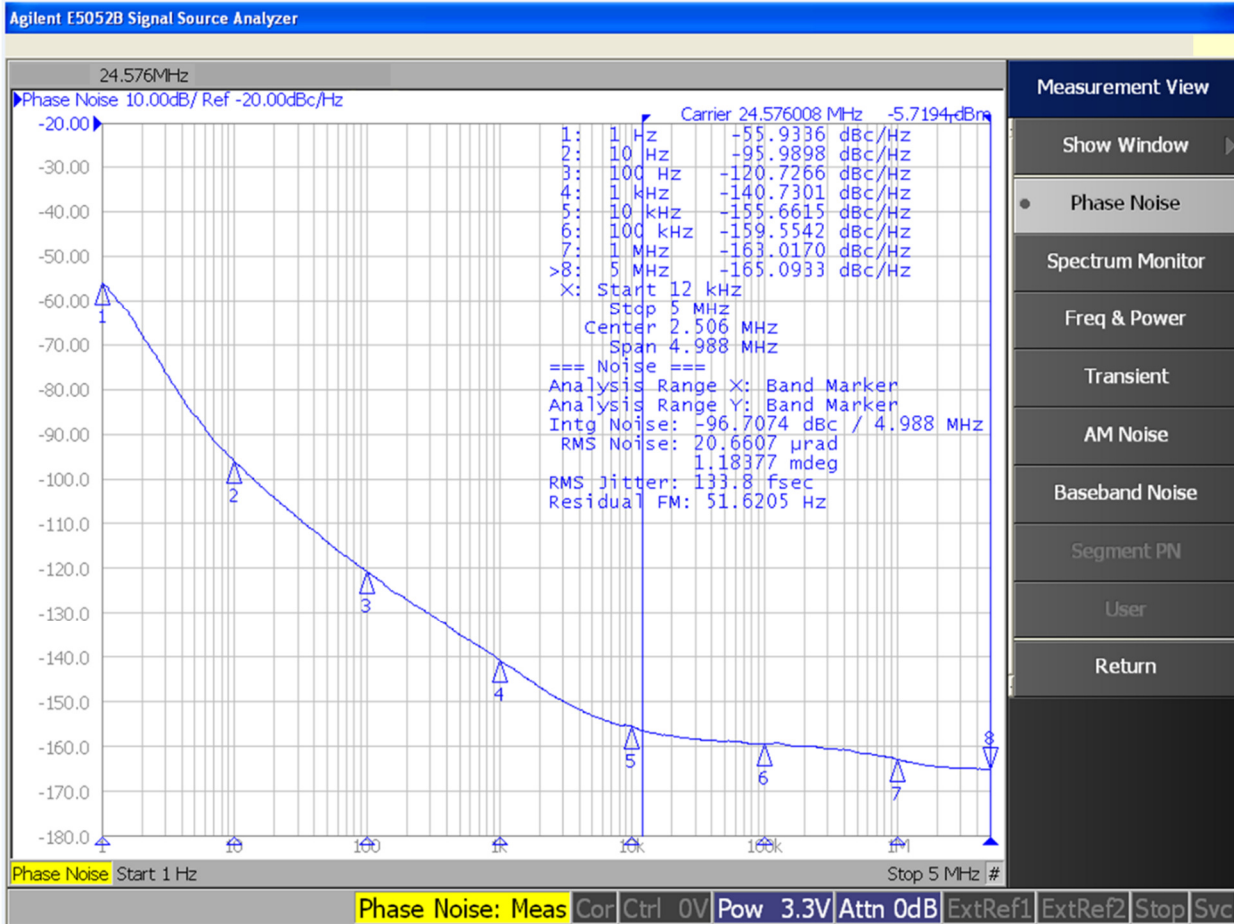 Agilent E5052B Signal Source Analyzer
24.576MHz
Phase Noise 10.00dB/ Ref -20.00dBc/Hz
Carrier 24.576008 MHz -5.7194 dBm
-20.00
-30.00
-40.00
-50.00
-60.00
-70.00
-80.00
-90.00
-100.0
-110.0
-120.0
-130.0
-140.0
-150.0
-160.0
-170.0
-180.0
1: 1 Hz -55.9336 dBc/Hz
2: 10 Hz -95.9898 dBc/Hz
3: 100 Hz -120.7266 dBc/Hz
4: 1 kHz -140.7301 dBc/Hz
5: 10 kHz -155.6615 dBc/Hz
6: 100 kHz -159.5542 dBc/Hz
7: 1 MHz -163.0170 dBc/Hz
>8: 5 MHz -165.0933 dBc/Hz
X: Start 12 kHz
Stop 5 MHz
Center 2.506 MHz
Span 4.988 MHz
=== Noise ===
Analysis Range X: Band Marker
Analysis Range Y: Band Marker
Intg Noise: -96.7074 dBc / 4.988 MHz
RMS Noise: 20.6607 µrad
1.18377 mdeg
RMS Jitter: 133.8 fsec
Residual FM: 51.6205 Hz
1
2
3
4
5
6
7
8
1 10 100 1k 10k 100k 1M
Phase Noise Start 1 Hz Stop 5 MHz #
Phase Noise: Meas Cor Ctrl 0V Pow 3.3V Attn 0dB ExtRef1 ExtRef2 Stop Svc
Measurement View
Show Window
Phase Noise
Spectrum Monitor
Freq & Power
Transient
AM Noise
Baseband Noise
Segment PN
User
Return